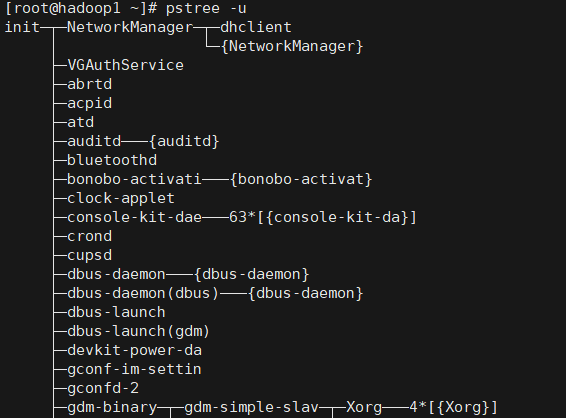 [root@hadoop1 ~]# pstree -u
init─┬─NetworkManager─┬─dhclient
     │                └─{NetworkManager}
     ├─VGAuthService
     ├─abrtd
     ├─acpid
     ├─atd
     ├─auditd───{auditd}
     ├─bluetoothd
     ├─bonobo-activati───{bonobo-activat}
     ├─clock-applet
     ├─console-kit-dae───63*[{console-kit-da}]
     ├─crond
     ├─cupsd
     ├─dbus-daemon───{dbus-daemon}
     ├─dbus-daemon(dbus)───{dbus-daemon}
     ├─dbus-launch
     ├─dbus-launch(gdm)
     ├─devkit-power-da
     ├─gconf-im-settin
     ├─gconfd-2
     ├─gdm-binary─┬─gdm-simple-slav─┬─Xorg───4*[{Xorg}]